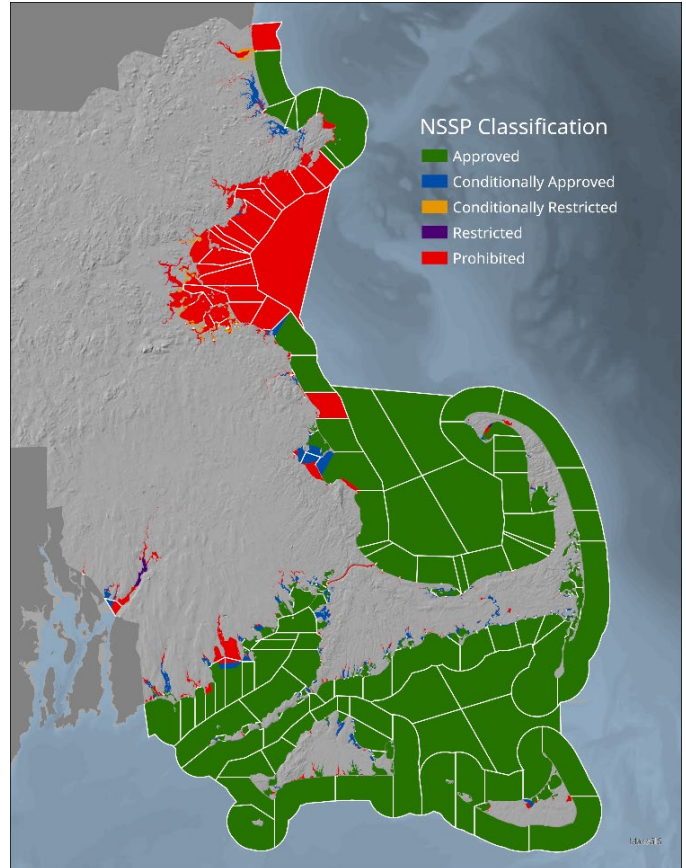 NSSP Classification
Approved
Conditionally Approved
Conditionally Restricted
Restricted
Prohibited